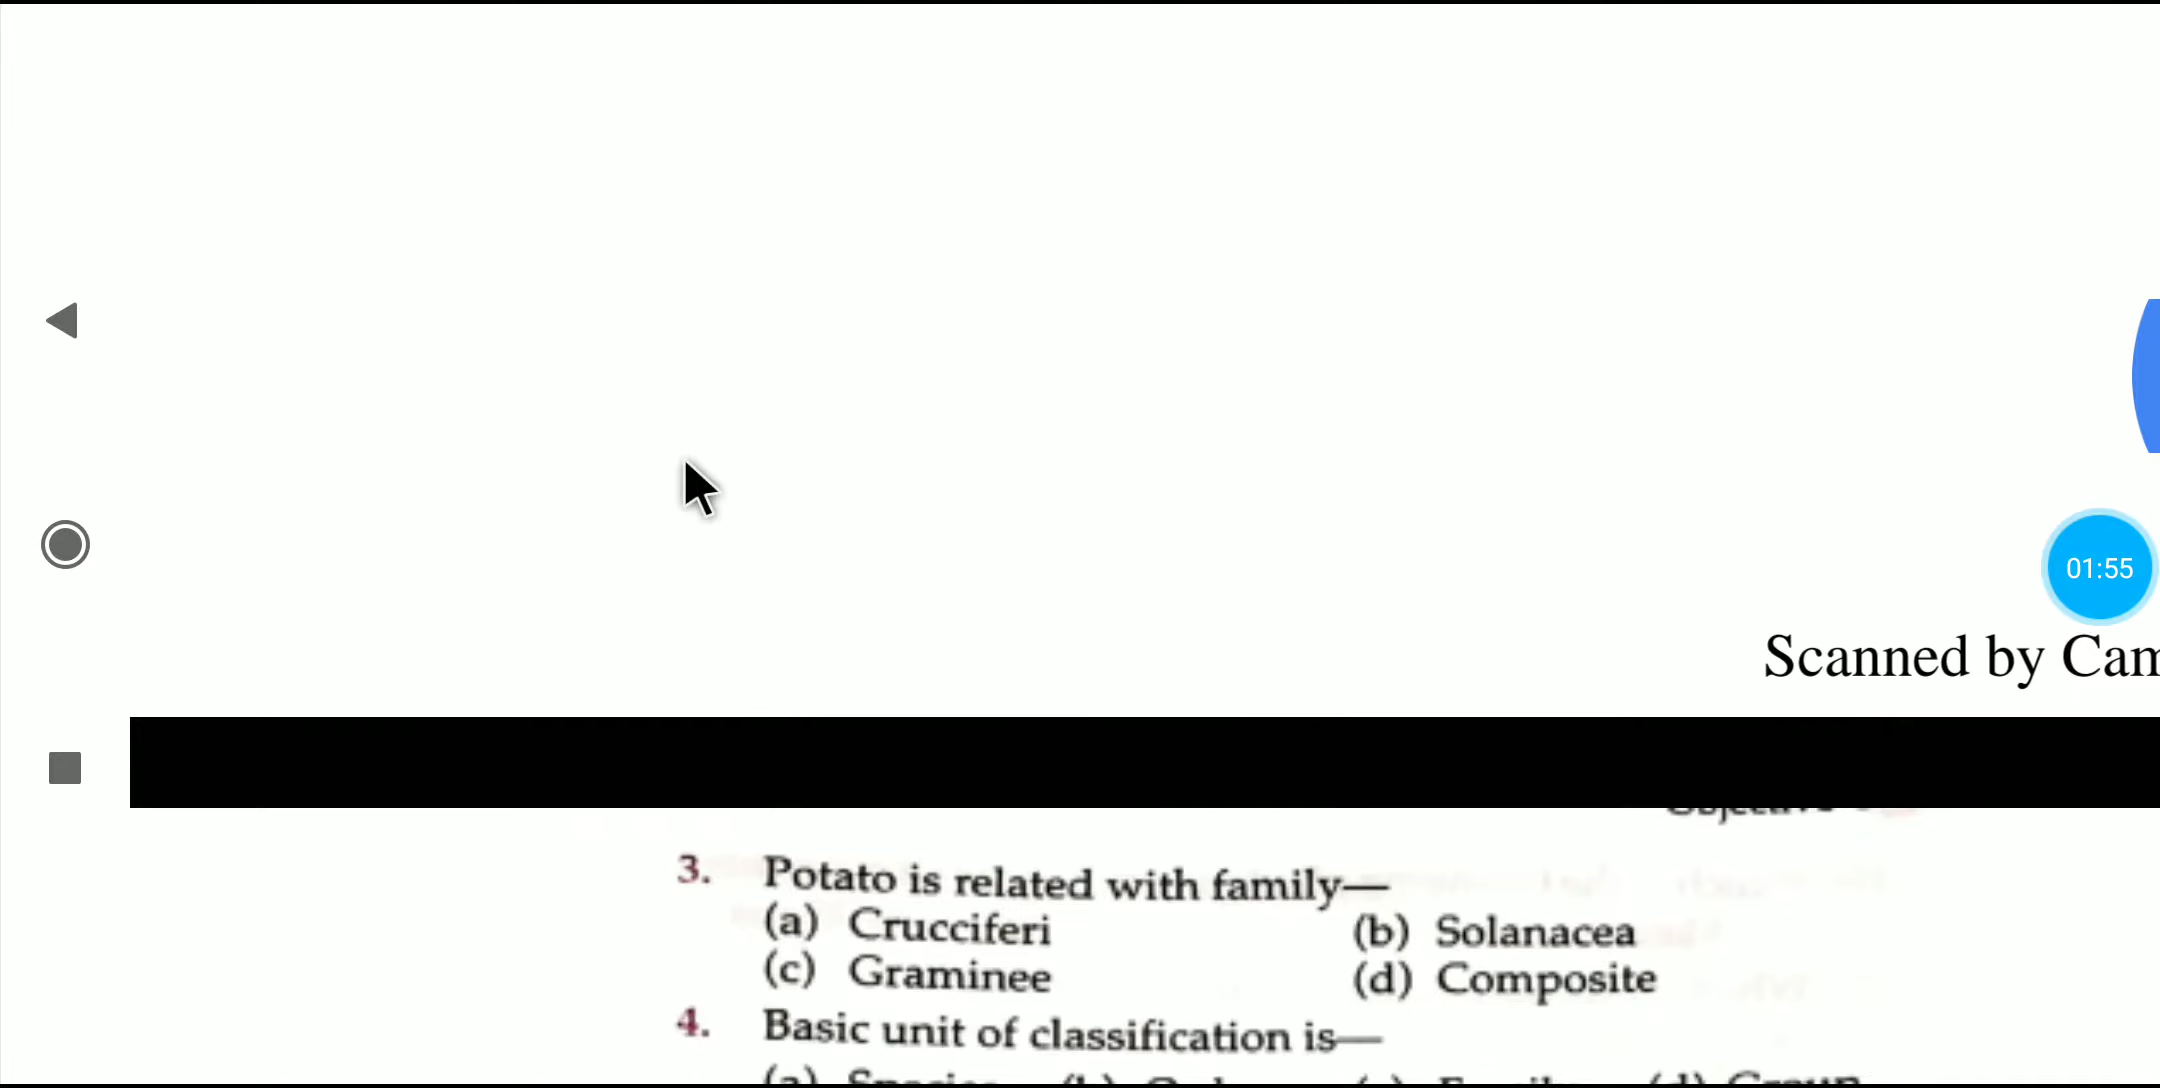 01:55
Scanned by Cam
3. Potato is related with family—
(a) Crucciferi (b) Solanacea
(c) Graminee (d) Composite
4. Basic unit of classification is—